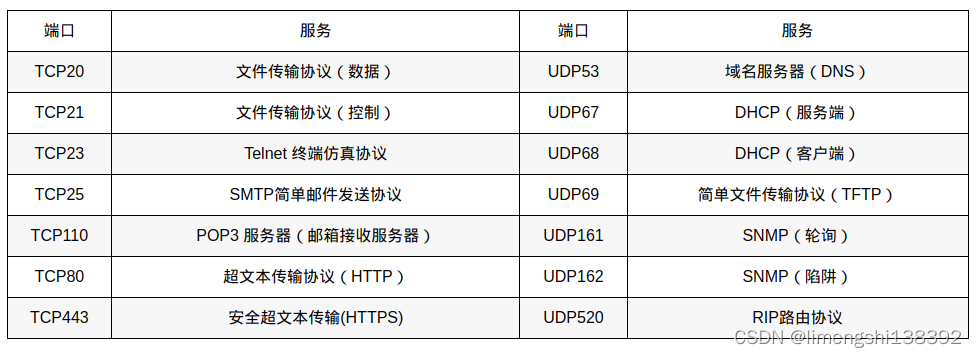 端口 服务 端口 服务
TCP20 文件传输协议（数据） UDP53 域名服务器（DNS）
TCP21 文件传输协议（控制） UDP67 DHCP（服务端）
TCP23 Telnet 终端仿真协议 UDP68 DHCP（客户端）
TCP25 SMTP简单邮件发送协议 UDP69 简单文件传输协议（TFTP）
TCP110 POP3 服务器（邮箱接收服务器） UDP161 SNMP（轮询）
TCP80 超文本传输协议（HTTP） UDP162 SNMP（陷阱）
TCP443 安全超文本传输(HTTPS) UDP520 RIP路由协议
CSDN @limengshi138392